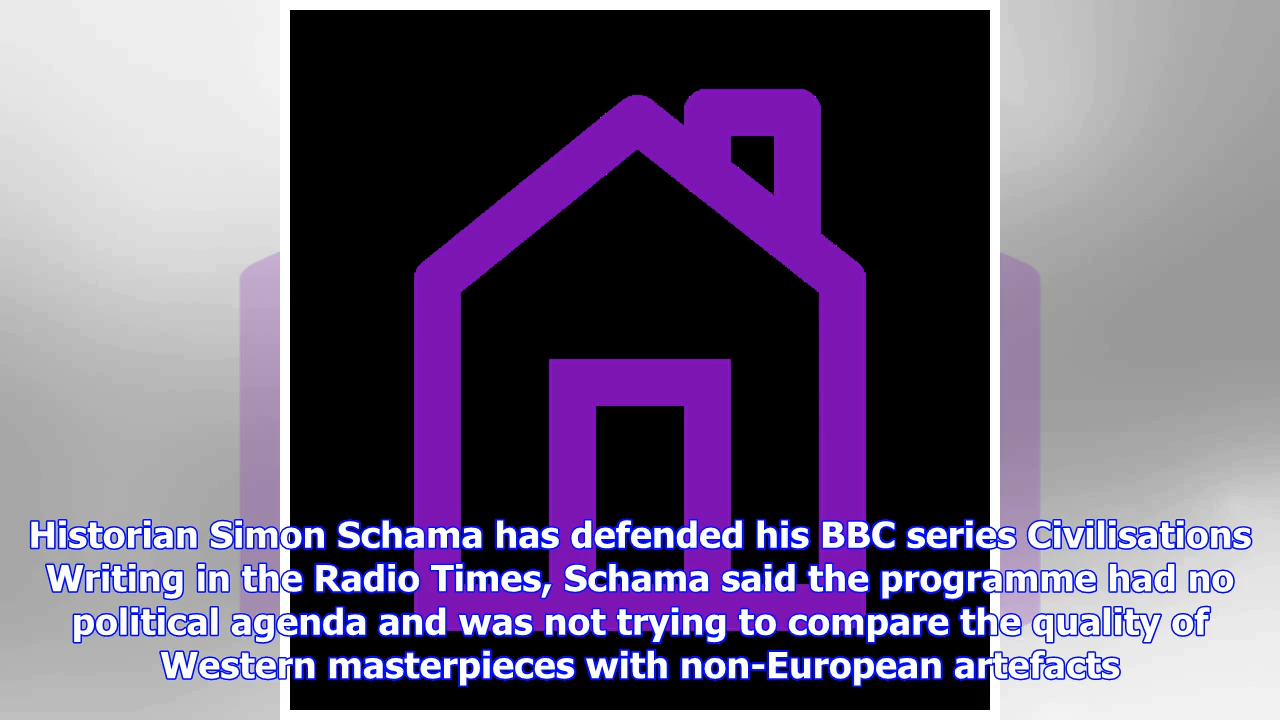 Historian Simon Schama has defended his BBC series Civilisations
Writing in the Radio Times, Schama said the programme had no
political agenda and was not trying to compare the quality of
Western masterpieces with non-European artefacts